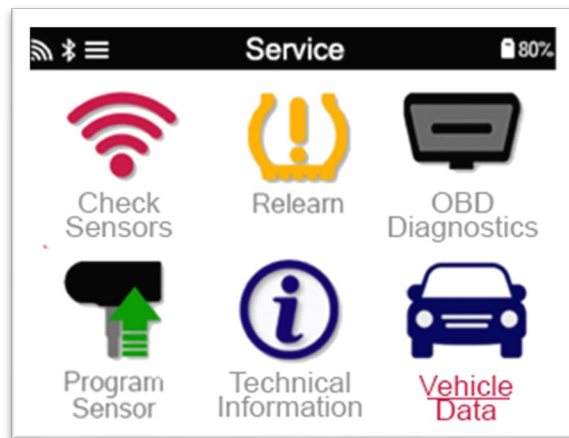 Service
80%
Check
Sensors
Relearn
OBD
Diagnostics
Program
Sensor
Technical
Information
Vehicle
Data